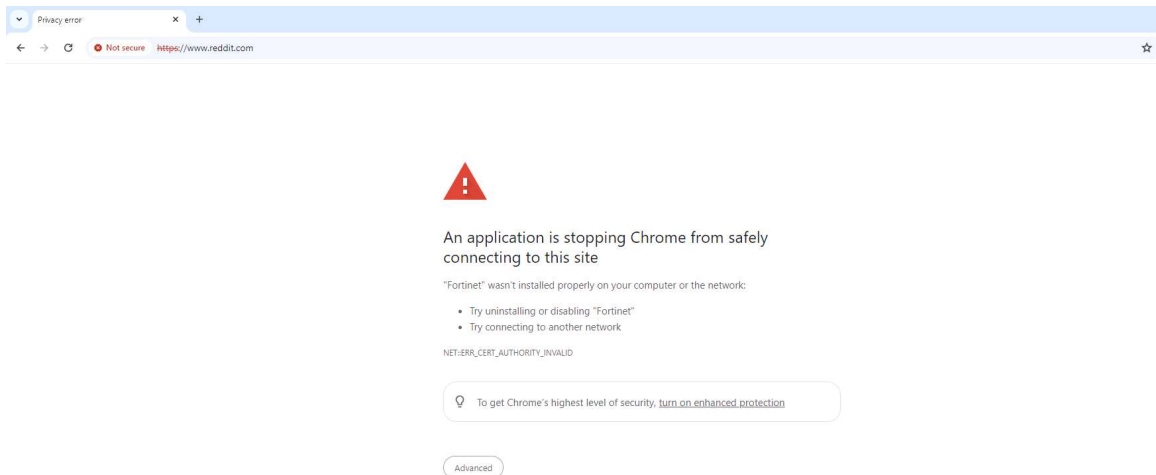 Privacy error
Not secure https://www.reddit.com
An application is stopping Chrome from safely
connecting to this site
"Fortinet" wasn't installed properly on your computer or the network:
• Try uninstalling or disabling "Fortinet"
• Try connecting to another network
NET::ERR_CERT_AUTHORITY_INVALID
To get Chrome's highest level of security, turn on enhanced protection
Advanced